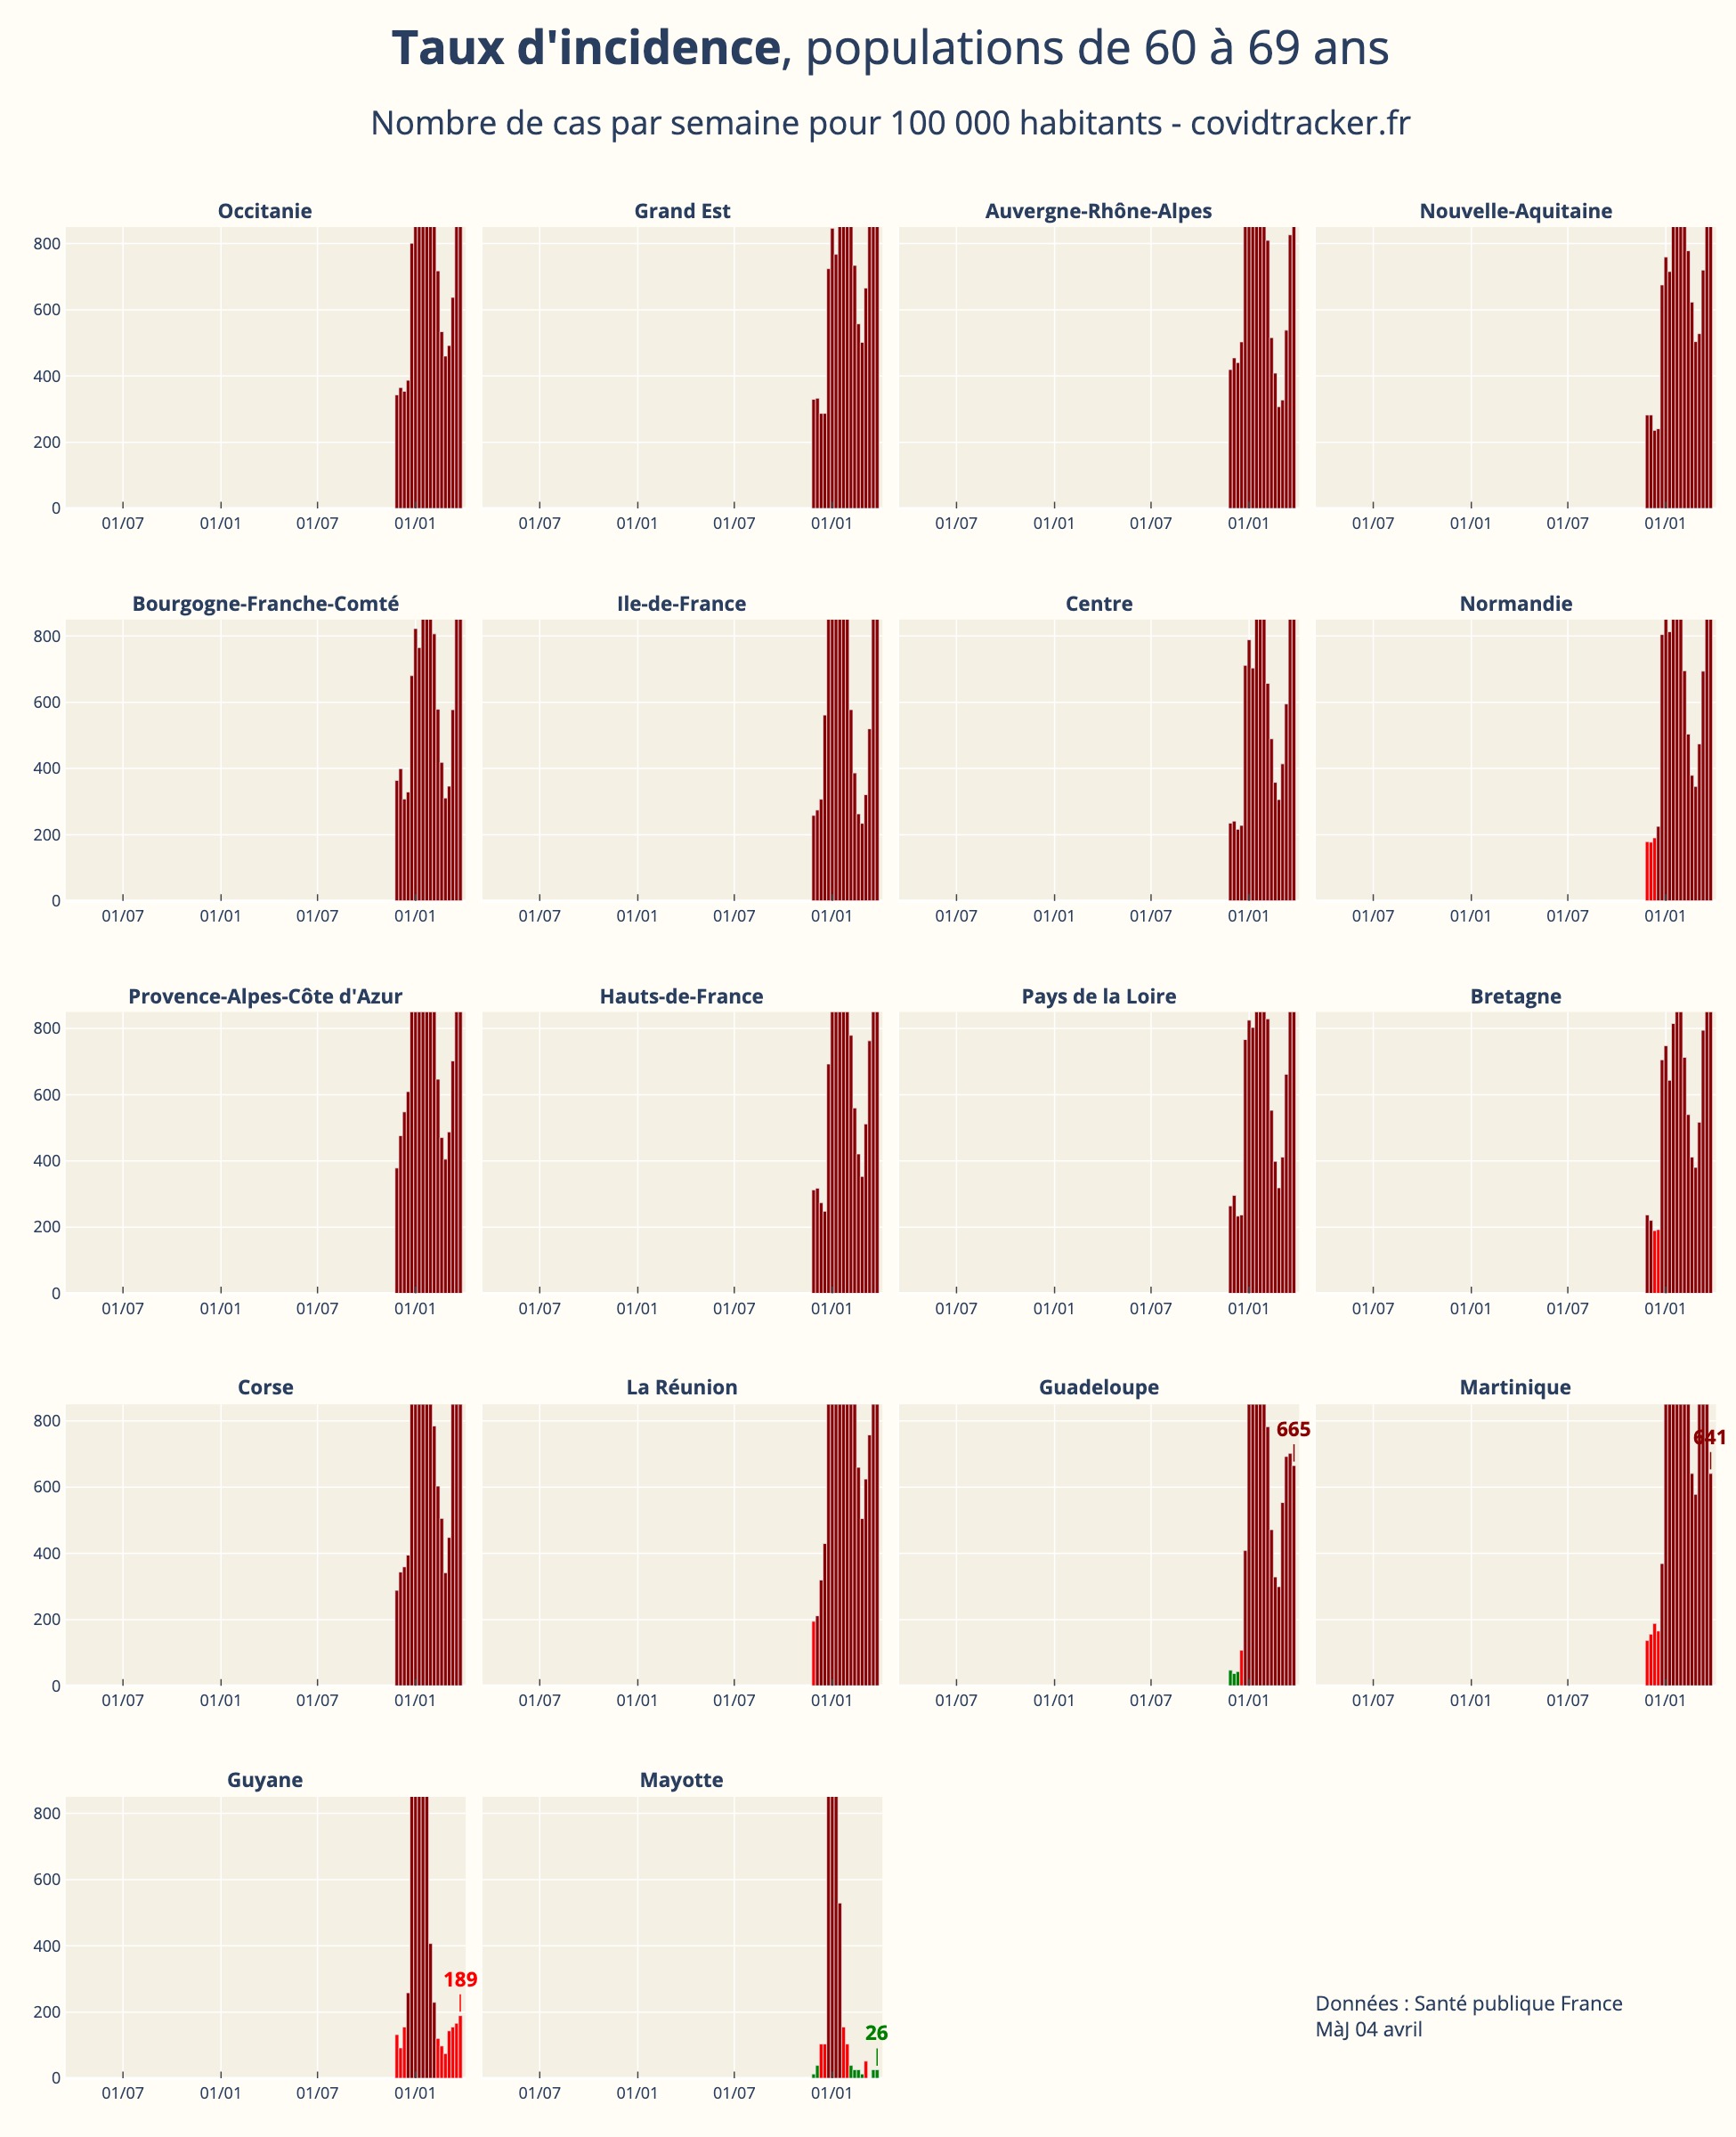 Taux d'incidence, populations de 60 à 69 ans
Nombre de cas par semaine pour 100 000 habitants - covidtracker.fr
Occitanie
Grand Est
Auvergne-Rhône-Alpes
Nouvelle-Aquitaine
800
600
400
200
0
01/07 01/01 01/07 01/01
01/07 01/01 01/07 01/01
01/07 01/01 01/07 01/01
01/07 01/01 01/07 01/01
Bourgogne-Franche-Comté
Ile-de-France
Centre
Normandie
800
600
400
200
0
01/07 01/01 01/07 01/01
01/07 01/01 01/07 01/01
01/07 01/01 01/07 01/01
01/07 01/01 01/07 01/01
Provence-Alpes-Côte d'Azur
Hauts-de-France
Pays de la Loire
Bretagne
800
600
400
200
0
01/07 01/01 01/07 01/01
01/07 01/01 01/07 01/01
01/07 01/01 01/07 01/01
01/07 01/01 01/07 01/01
Corse
La Réunion
Guadeloupe
Martinique
800
600
400
200
0
665
641
01/07 01/01 01/07 01/01
01/07 01/01 01/07 01/01
01/07 01/01 01/07 01/01
01/07 01/01 01/07 01/01
Guyane
Mayotte
800
600
400
200
0
189
26
01/07 01/01 01/07 01/01
01/07 01/01 01/07 01/01
Données : Santé publique France
MàJ 04 avril